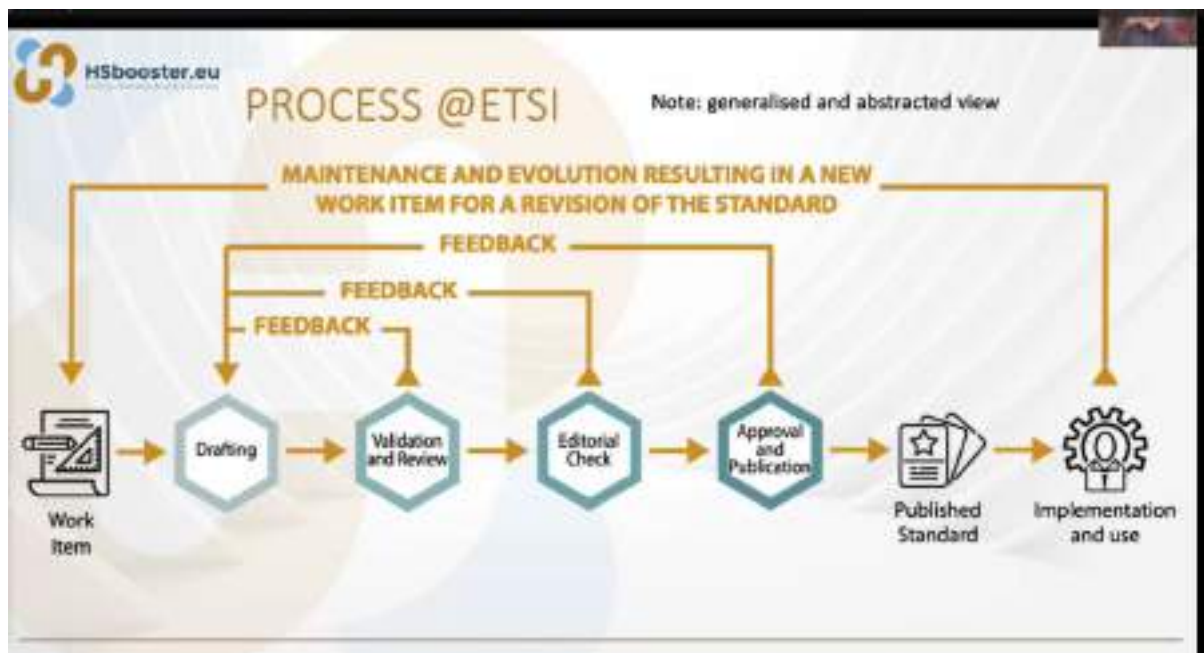 HSbooster.eu
PROCESS @ETSI
Note: generalised and abstracted view
MAINTENANCE AND EVOLUTION RESULTING IN A NEW
WORK ITEM FOR A REVISION OF THE STANDARD
FEEDBACK
FEEDBACK
FEEDBACK
Work
Item
Drafting
Validation
and Review
Editorial
Check
Approval
and
Publication
Published
Standard
Implementation
and use